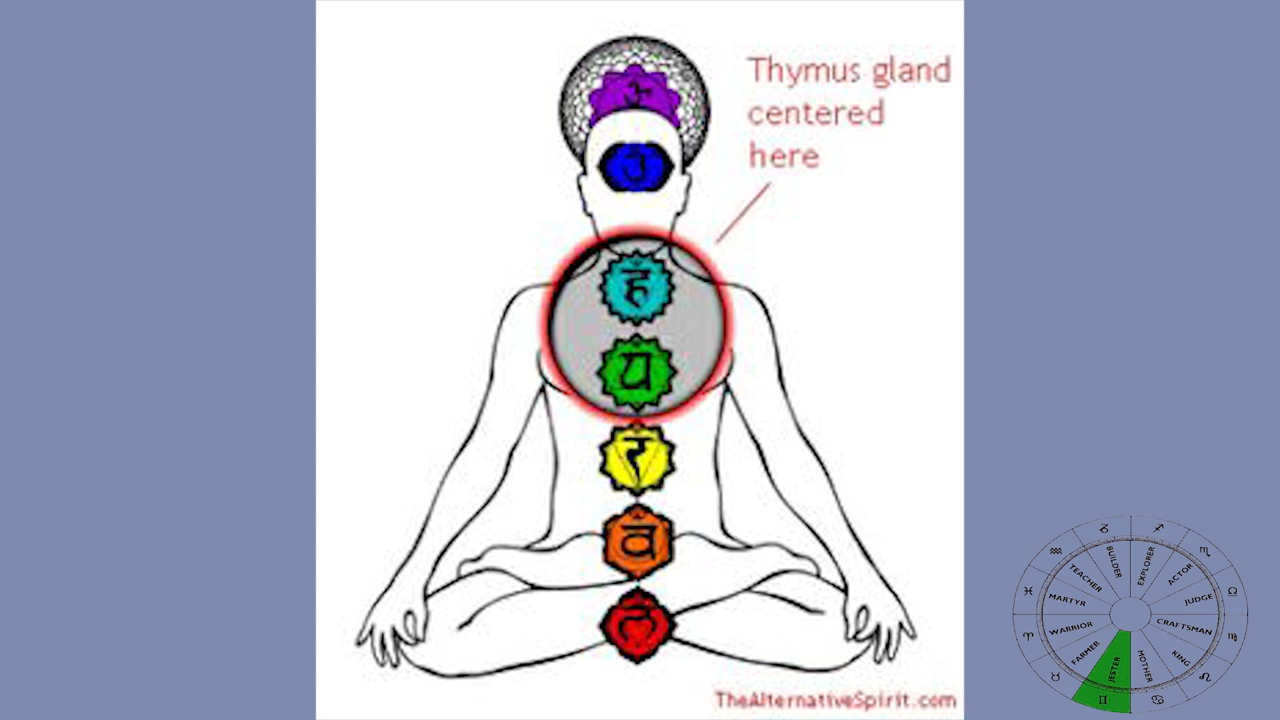 Thymus gland
centered
here
ॐ
ॐ
ह
य
र
व
ल
TheAlternativeSpirit.com
BUILDER
EXPLORER
TEACHER
ACTOR
MARTYR
JUDGE
WARRIOR
CRAFTSMAN
FARMER
KING
JESTER
MOTHER
♑
♐
♒
♏
♓
♎
♈
♍
♉
♌
♊
♋